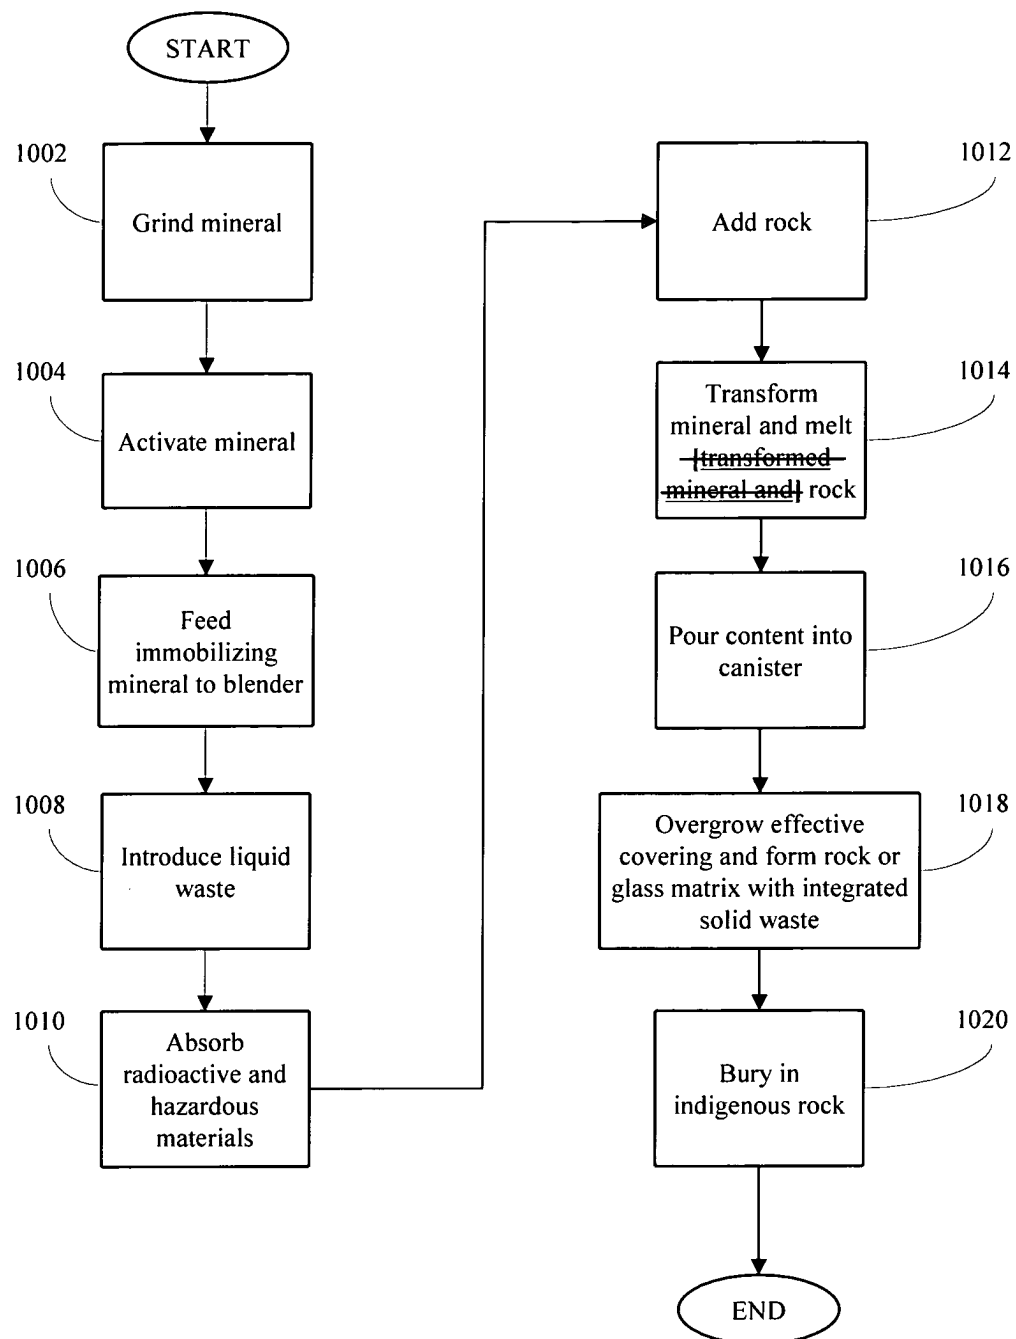 START
1002
Grind mineral
1004
Activate mineral
1006
Feed
immobilizing
mineral to blender
1008
Introduce liquid
waste
1010
Absorb
radioactive and
hazardous
materials
1012
Add rock
1014
Transform
mineral and melt
[transformed
mineral and] rock
1016
Pour content into
canister
1018
Overgrow effective
covering and form rock or
glass matrix with integrated
solid waste
1020
Bury in
indigenous rock
END